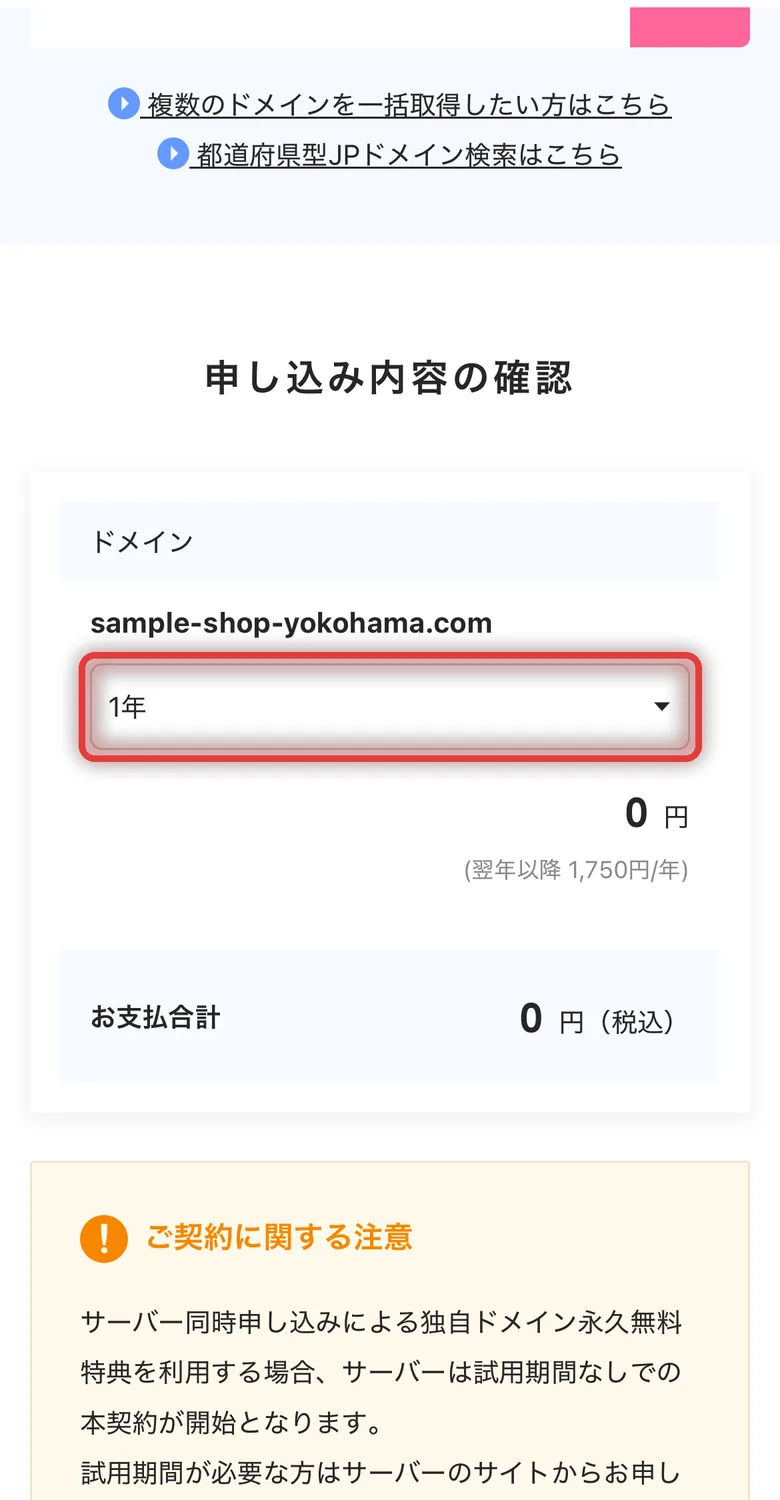 複数のドメインを一括取得したい方はこちら
都道府県型JPドメイン検索はこちら
申し込み内容の確認
ドメイン
sample-shop-yokohama.com
1年
0 円
(翌年以降 1,750円/年)
お支払合計 0 円（税込）
ご契約に関する注意
サーバー同時申し込みによる独自ドメイン永久無料
特典を利用する場合、サーバーは試用期間なしでの
本契約が開始となります。
試用期間が必要な方はサーバーのサイトからお申し